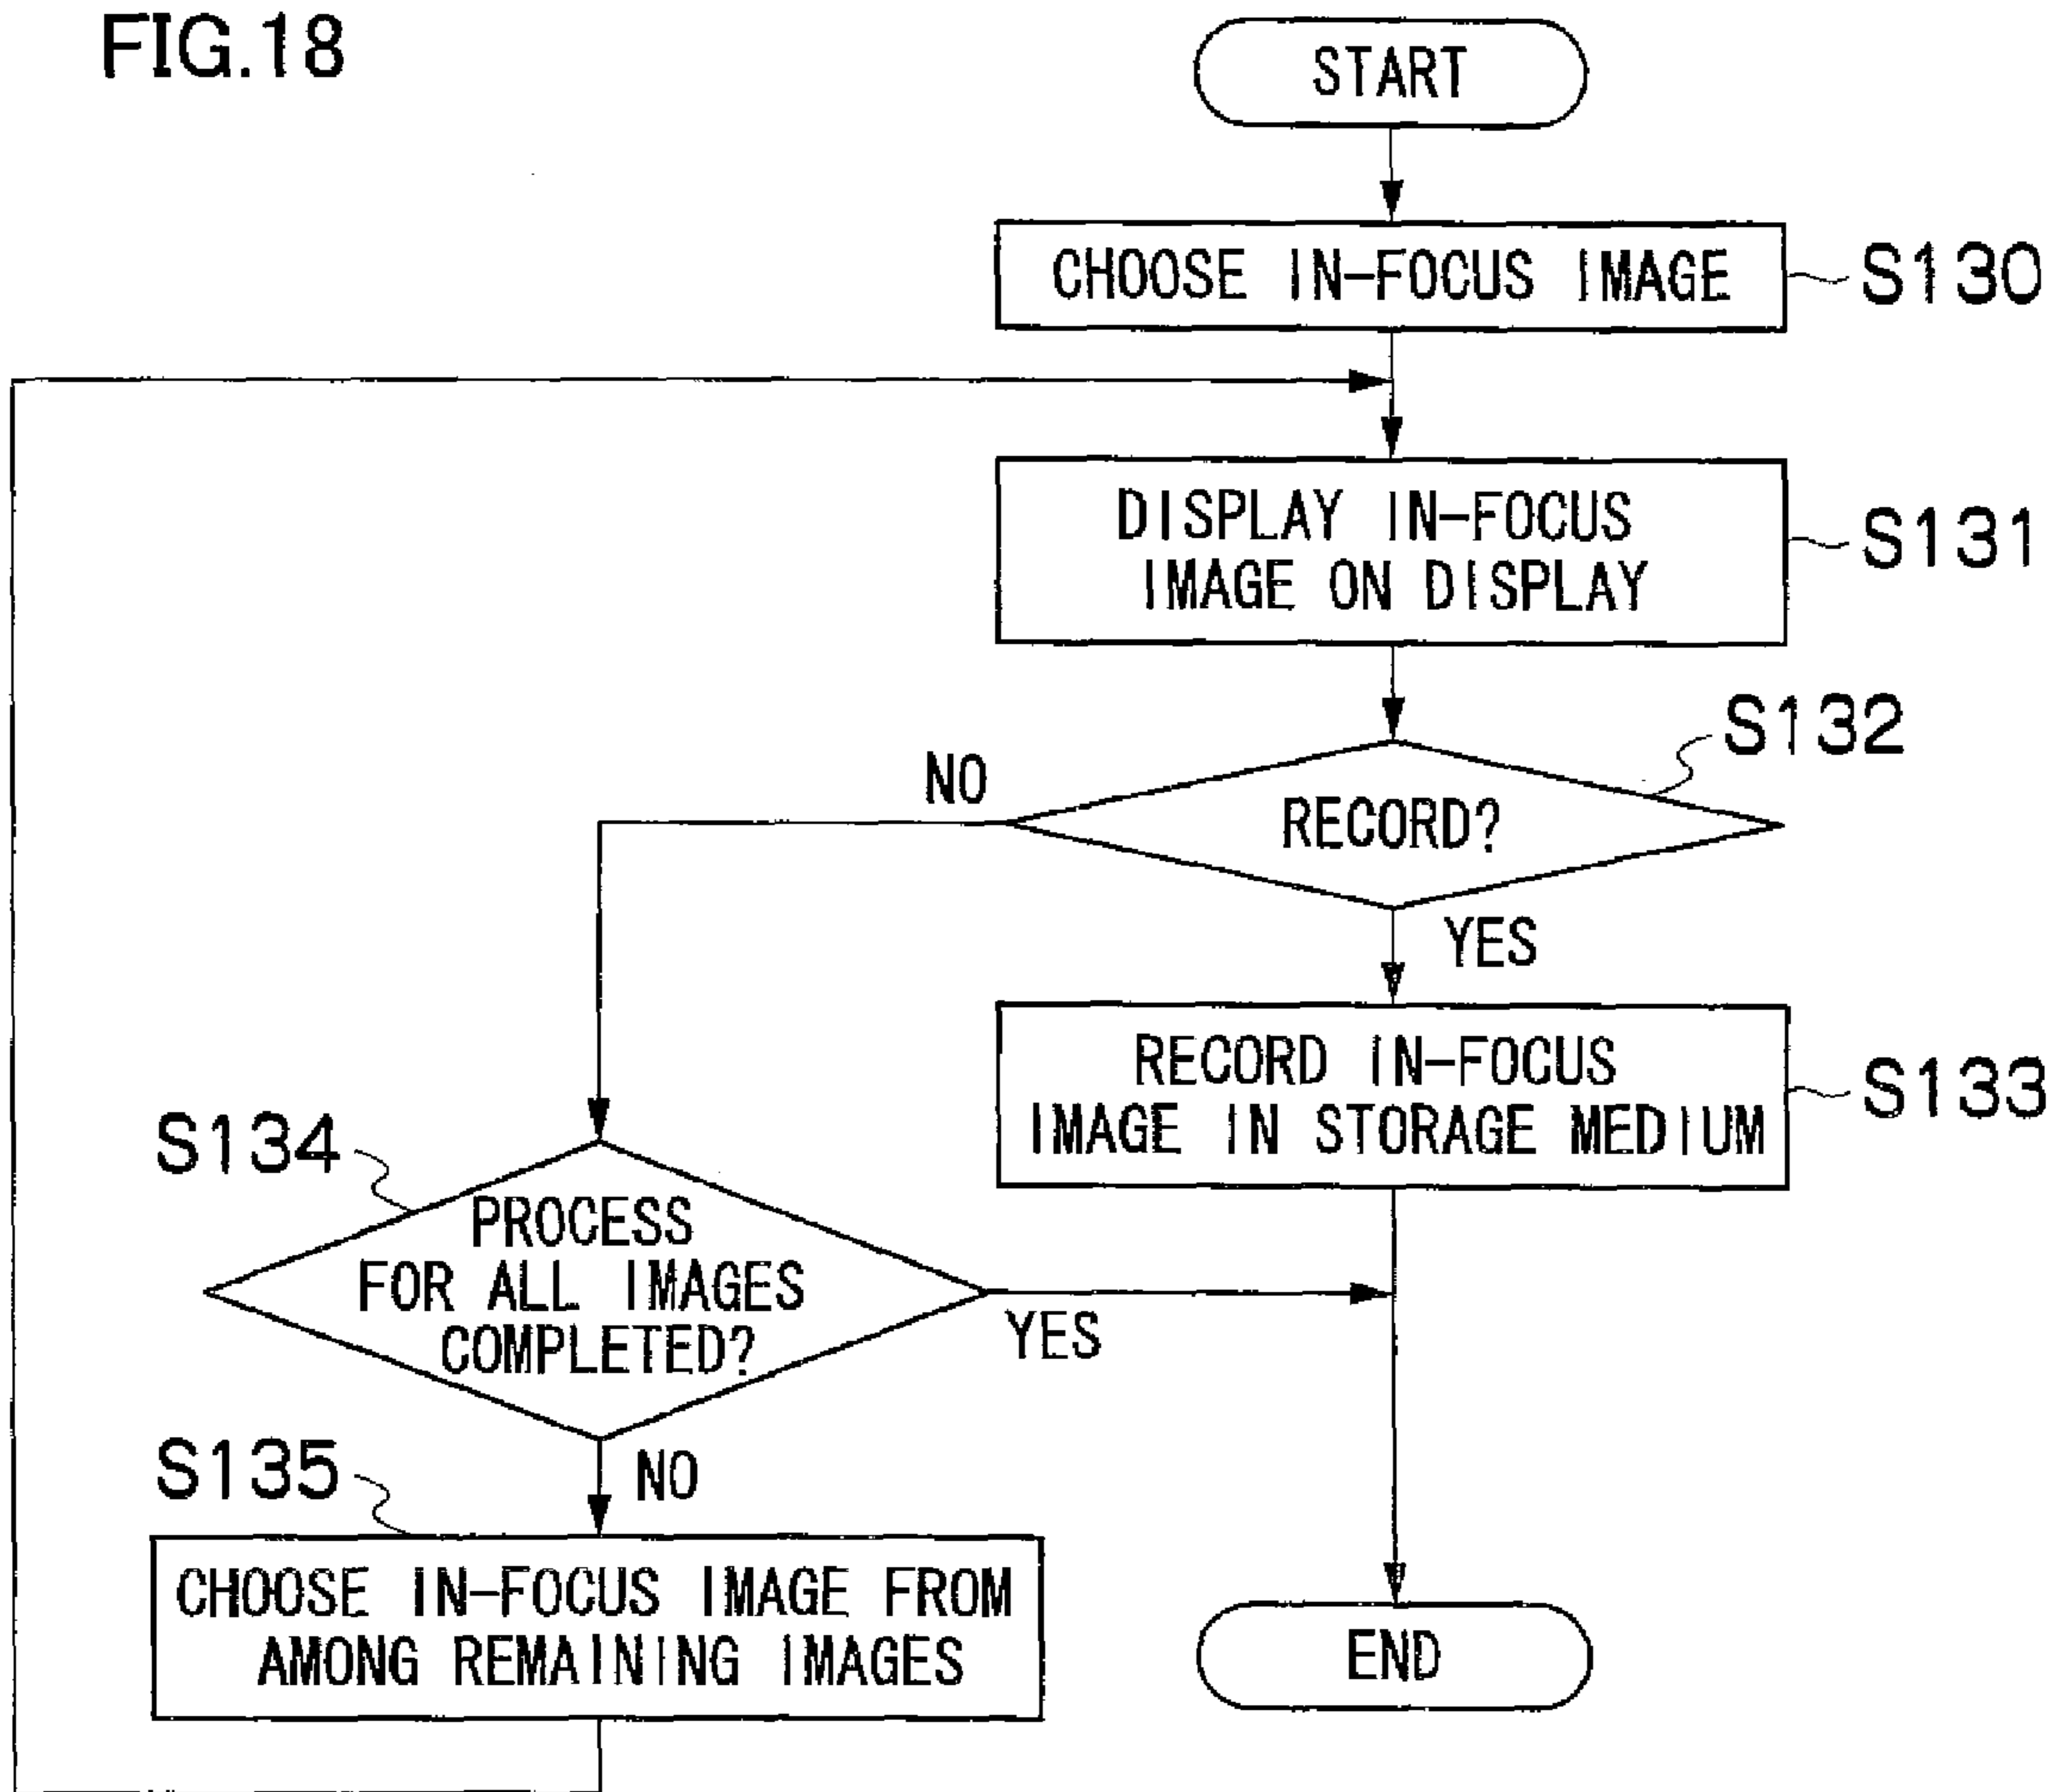 FIG.18
START
CHOOSE IN-FOCUS IMAGE
S130
DISPLAY IN-FOCUS
IMAGE ON DISPLAY
S131
S132
NO
RECORD?
YES
RECORD IN-FOCUS
IMAGE IN STORAGE MEDIUM
S133
S134
PROCESS
FOR ALL IMAGES
COMPLETED?
YES
S135
NO
CHOOSE IN-FOCUS IMAGE FROM
AMONG REMAINING IMAGES
END